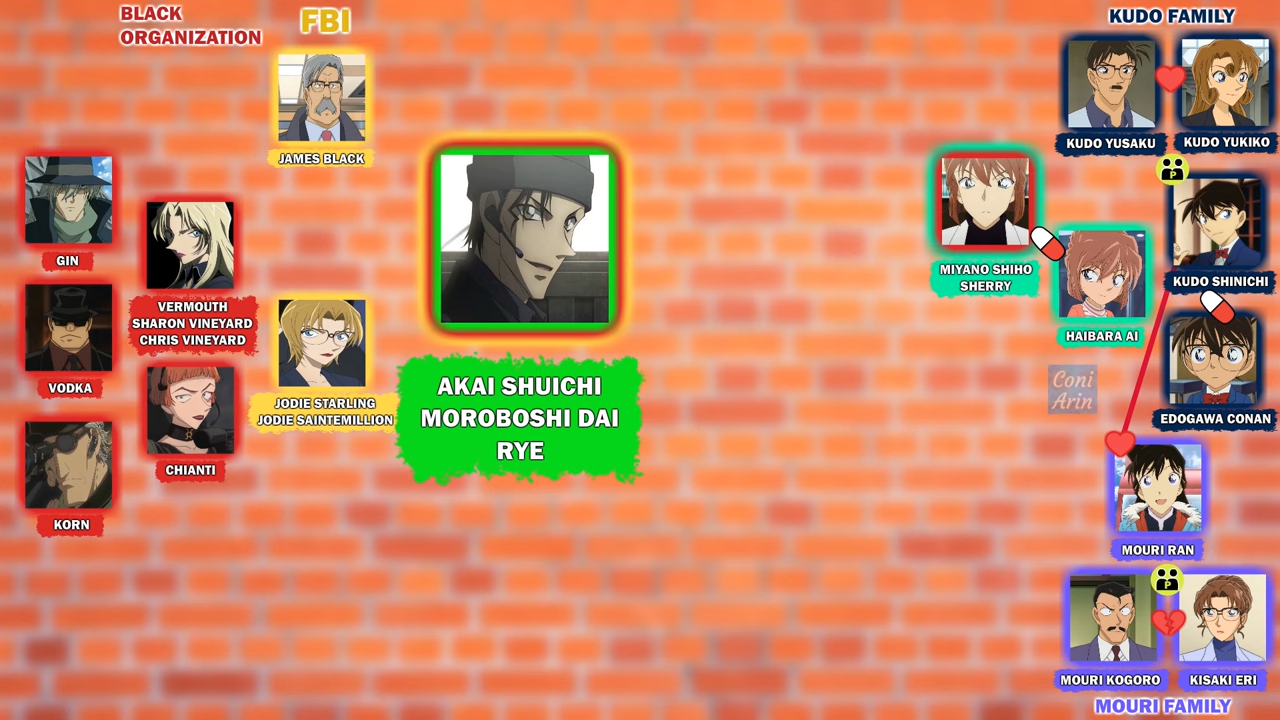 BLACK
ORGANIZATION
FBI
JAMES BLACK
GIN
VERMOUTH
SHARON VINEYARD
CHRIS VINEYARD
VODKA
CHIANTI
KORN
JODIE STARLING
JODIE SAINTEMILLION
AKAI SHUICHI
MOROBOSHI DAI
RYE
MIYANO SHIHO
SHERRY
HAIBARA AI
Coni
Arin
KUDO FAMILY
KUDO YUSAKU
KUDO YUKIKO
P
KUDO SHINICHI
EDOGAWA CONAN
MOURI RAN
P
MOURI KOGORO
KISAKI ERI
MOURI FAMILY